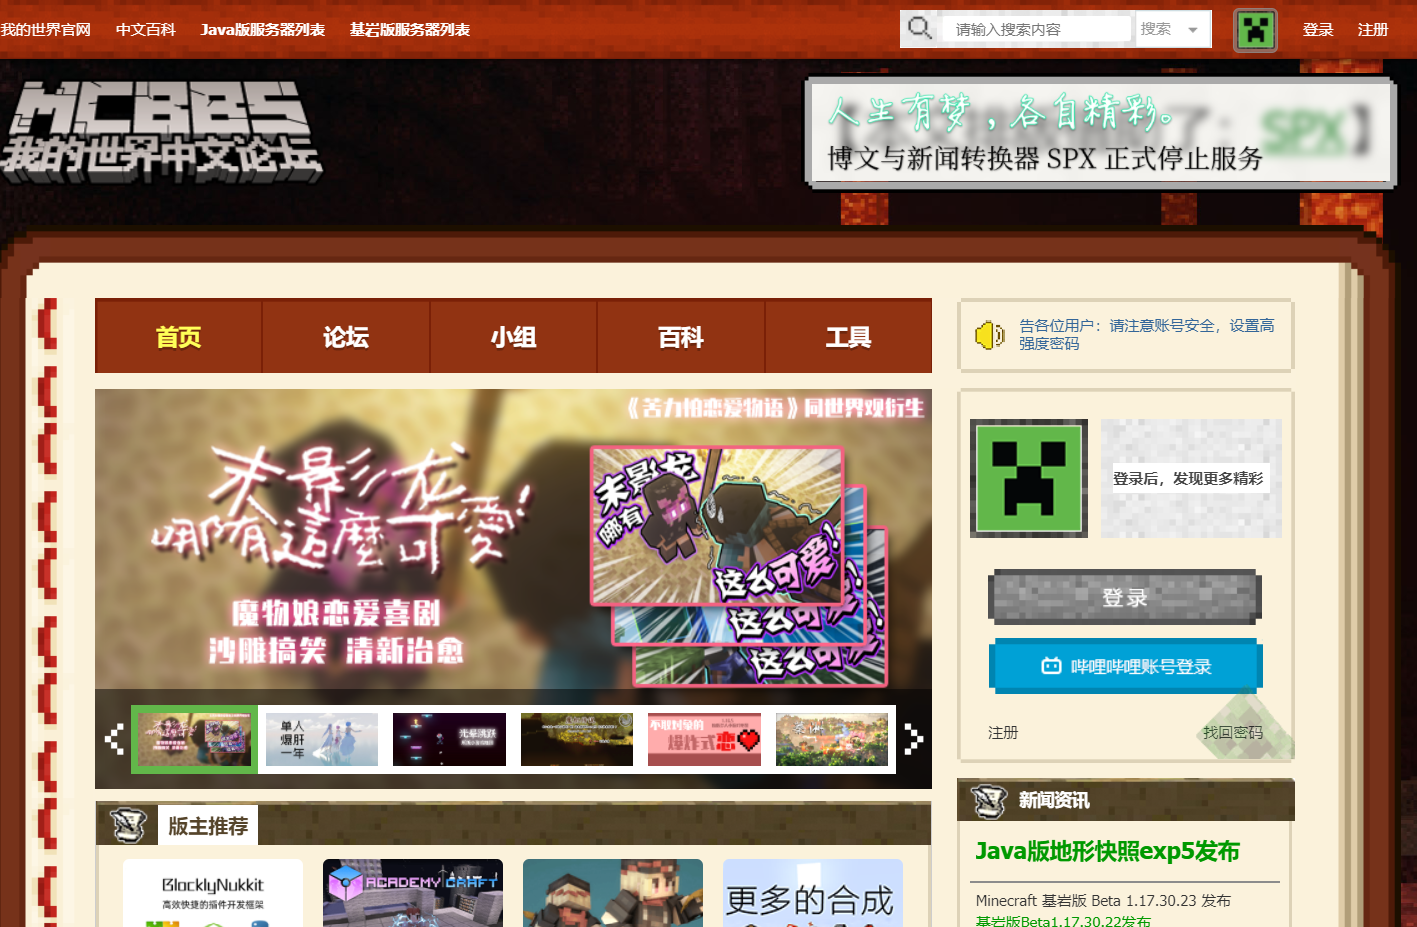 我的世界官网 中文百科 Java版服务器列表 基岩版服务器列表
请输入搜索内容 搜索
登录 注册
MCBBS
我的世界中文论坛
人生有梦，各自精彩。
博文与新闻转换器 SPX 正式停止服务
首页 论坛 小组 百科 工具
告各位用户：请注意账号安全，设置高
强度密码
《苦力怕恋爱物语》同世界观衍生
末影龙
哪有這麼可愛!
魔物娘恋爱喜剧
沙雕搞笑 清新治愈
末影龙
哪有
这么可爱!
这么可爱!
这么可爱!
登录后，发现更多精彩
登录
哔哩哔哩账号登录
注册 找回密码
单人
爆肝
一年
光晕跳跃
不取对象的
爆炸式恋
版主推荐
BlocklyNukkit
高效快捷的插件开发框架
ACADEMY CRAFT
更多的合成
新闻资讯
Java版地形快照exp5发布
Minecraft 基岩版 Beta 1.17.30.23 发布
基岩版Beta1.17.30.22发布